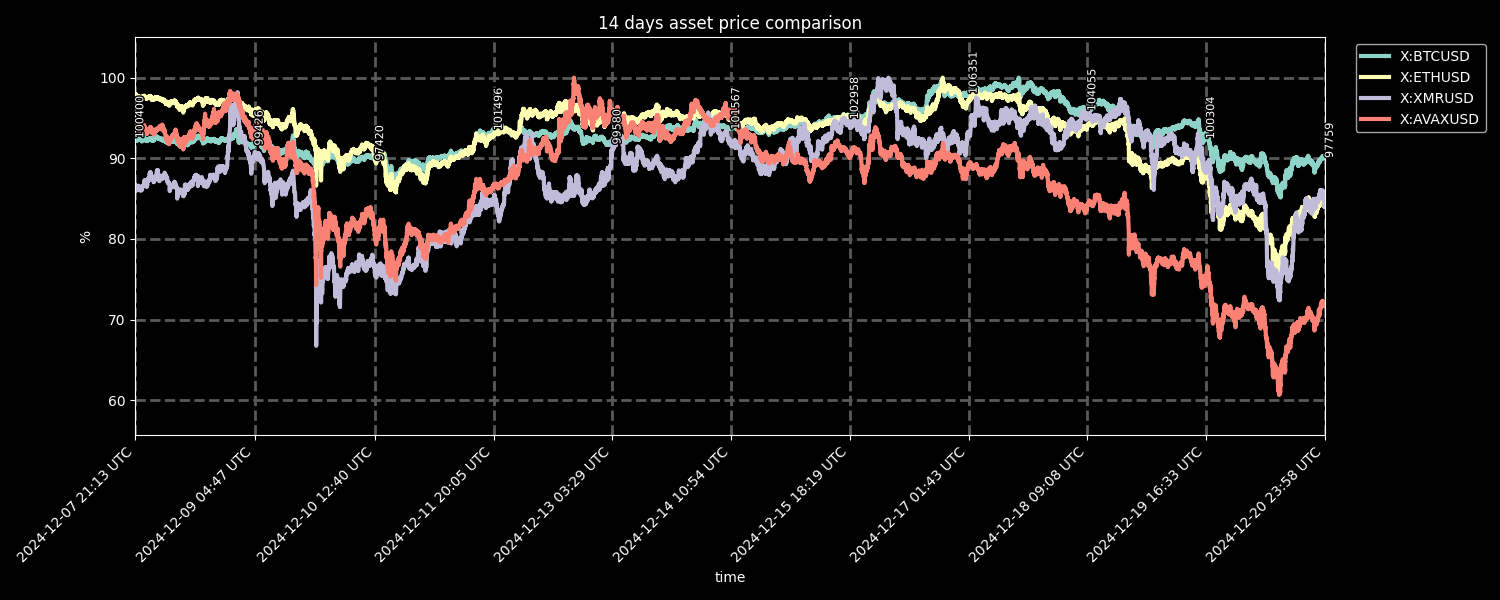 14 days asset price comparison
X:BTCUSD
X:ETHUSD
X:XMRUSD
X:AVAXUSD
%
100
90
80
70
60
100400
99426
97420
101496
99580
101567
102958
106351
104055
100304
97759
2024-12-07 21:13 UTC
2024-12-09 04:47 UTC
2024-12-10 12:40 UTC
2024-12-11 20:05 UTC
2024-12-13 03:29 UTC
2024-12-14 10:54 UTC
2024-12-15 18:19 UTC
2024-12-17 01:43 UTC
2024-12-18 09:08 UTC
2024-12-19 16:33 UTC
2024-12-20 23:58 UTC
time